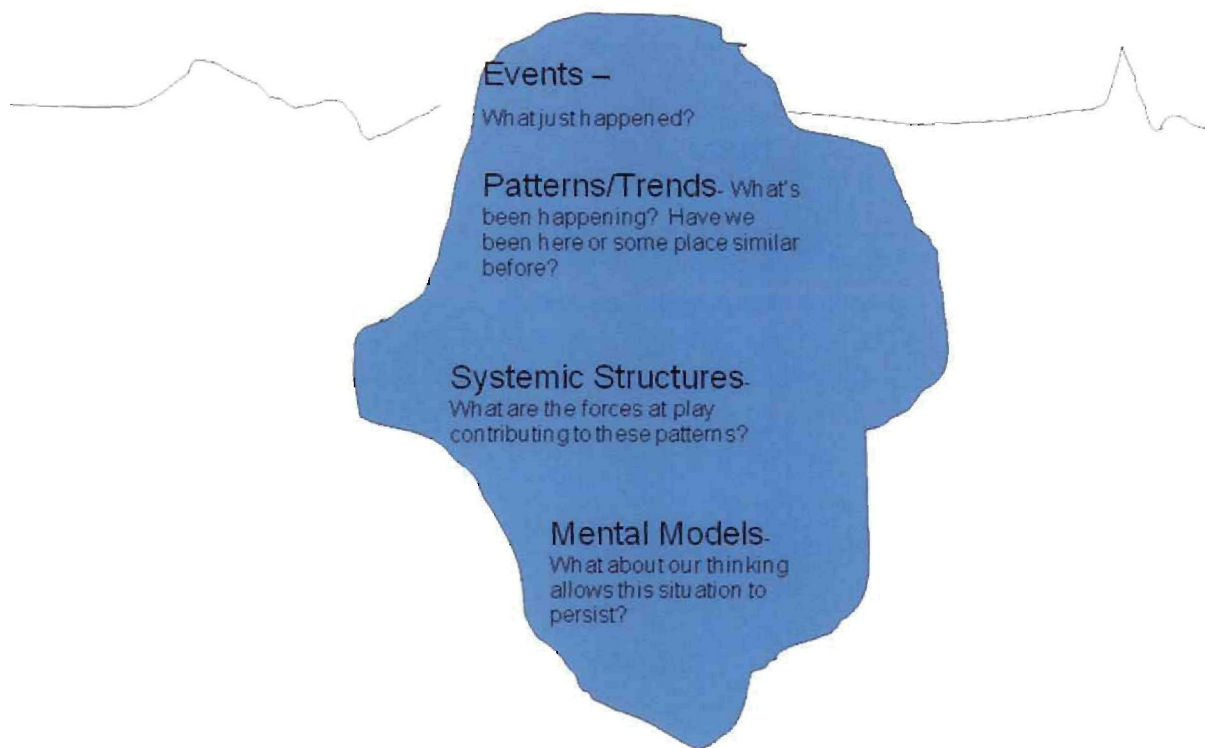 Events –
What just happened?
Patterns/Trends- What's
been happening? Have we
been here or some place similar
before?
Systemic Structures-
What are the forces at play
contributing to these patterns?
Mental Models-
What about our thinking
allows this situation to
persist?